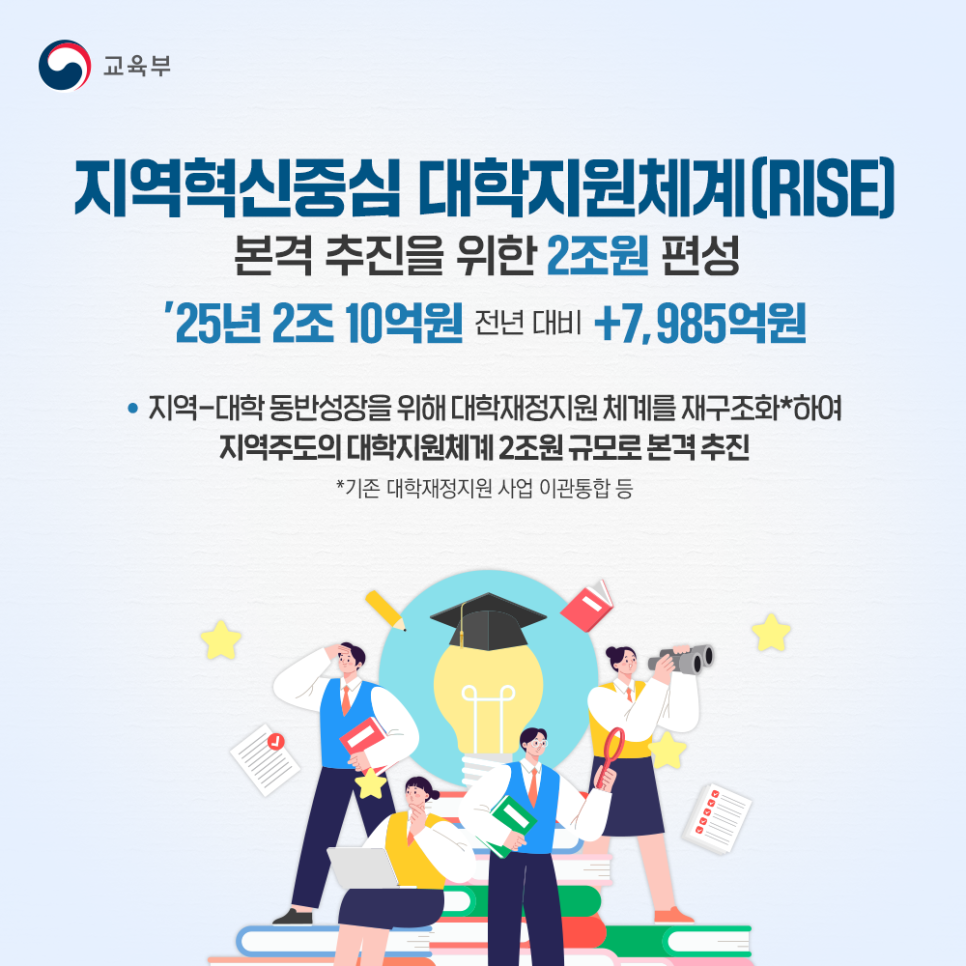 교육부
지역혁신중심 대학지원체계(RISE)
본격 추진을 위한 2조원 편성
'25년 2조 10억원 전년 대비 +7,985억원
• 지역-대학 동반성장을 위해 대학재정지원 체계를 재구조화*하여
지역주도의 대학지원체계 2조원 규모로 본격 추진
*기존 대학재정지원 사업 이관통합 등